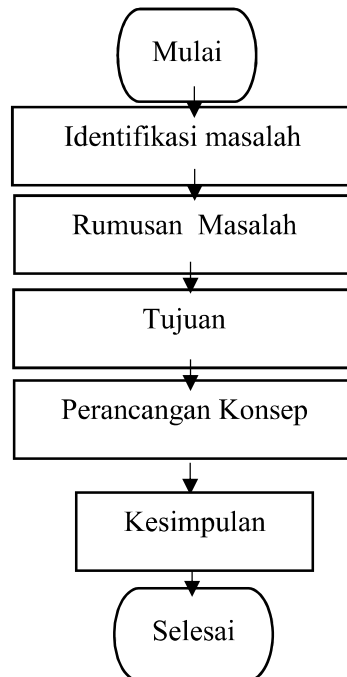 Mulai
Identifikasi masalah
Rumusan Masalah
Tujuan
Perancangan Konsep
Kesimpulan
Selesai